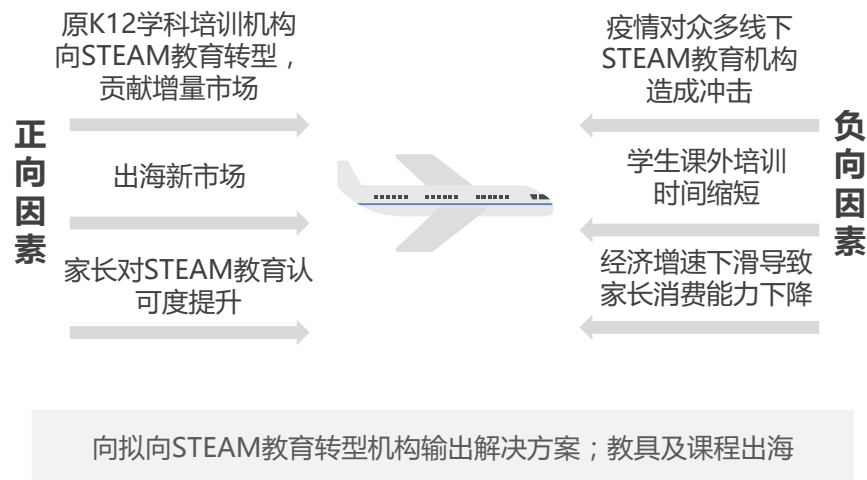 正向因素
原K12学科培训机构
向STEAM教育转型，
贡献增量市场
出海新市场
家长对STEAM教育认
可度提升
疫情对众多线下
STEAM教育机构
造成冲击
学生课外培训
时间缩短
经济增速下滑导致
家长消费能力下降
负向因素
向拟向STEAM教育转型机构输出解决方案；教具及课程出海